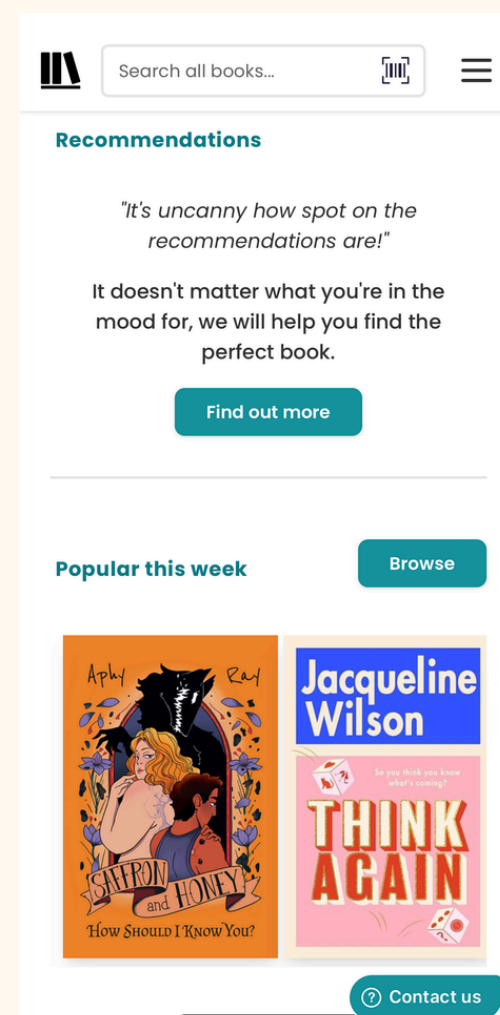 Search all books...
Recommendations
"It's uncanny how spot on the
recommendations are!"
It doesn't matter what you're in the
mood for, we will help you find the
perfect book.
Find out more
Popular this week
Browse
Aphy Ray
SAFFRON
and HONEY
HOW SHOULD I KNOW YOU?
Jacqueline
Wilson
So you think you know
what's coming?
THINK
AGAIN
Contact us